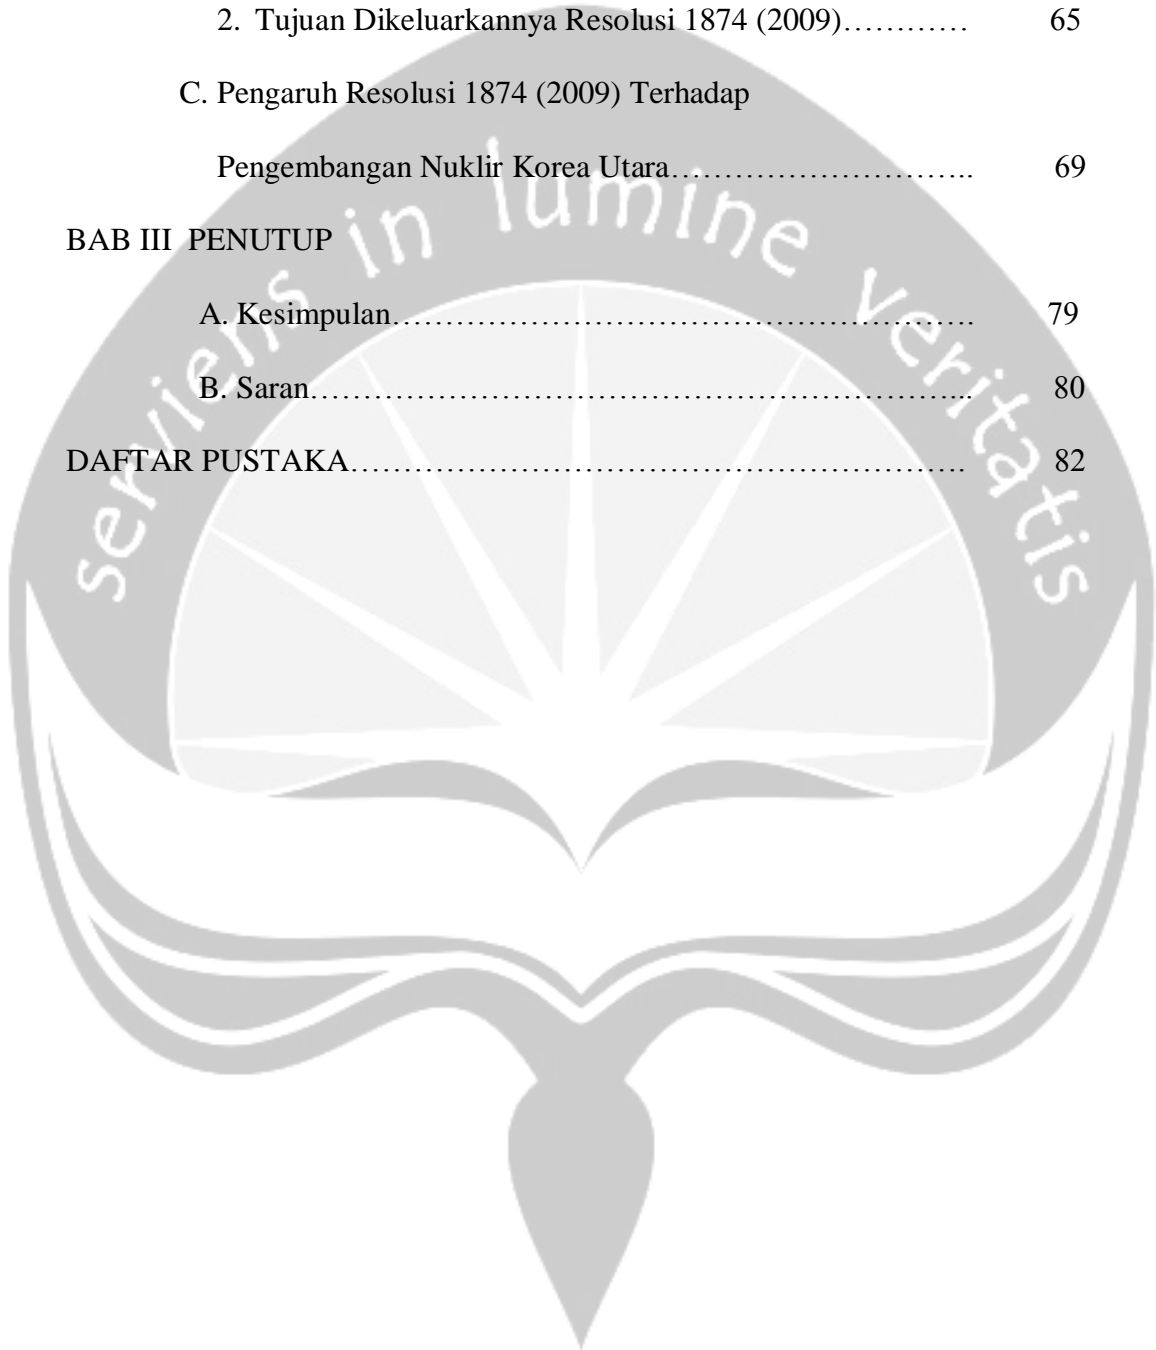 2. Tujuan Dikeluarkannya Resolusi 1874 (2009)………… 65
C. Pengaruh Resolusi 1874 (2009) Terhadap
Pengembangan Nuklir Korea Utara……………………….. 69
BAB III PENUTUP
A. Kesimpulan………………………………………………. 79
B. Saran……………………………………………………... 80
DAFTAR PUSTAKA…………………………………………………. 82
serviens in lumine veritatis